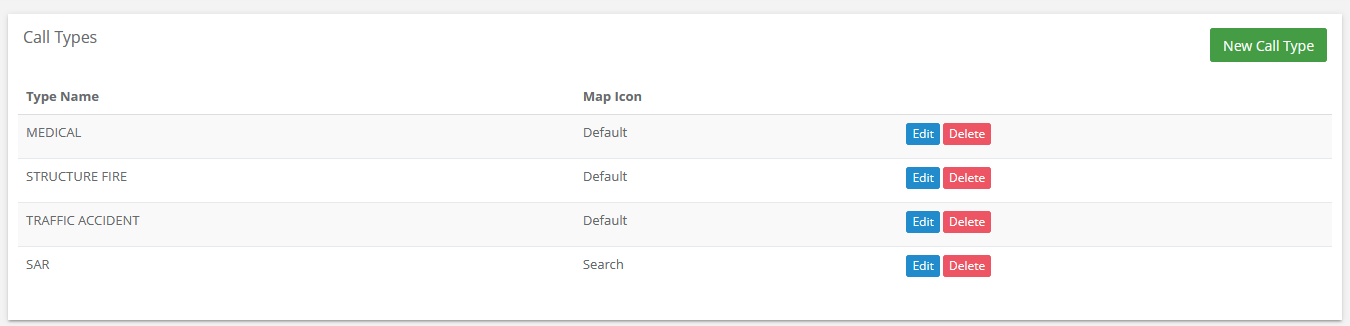 Call Types
New Call Type
Type Name Map Icon
MEDICAL Default Edit Delete
STRUCTURE FIRE Default Edit Delete
TRAFFIC ACCIDENT Default Edit Delete
SAR Search Edit Delete